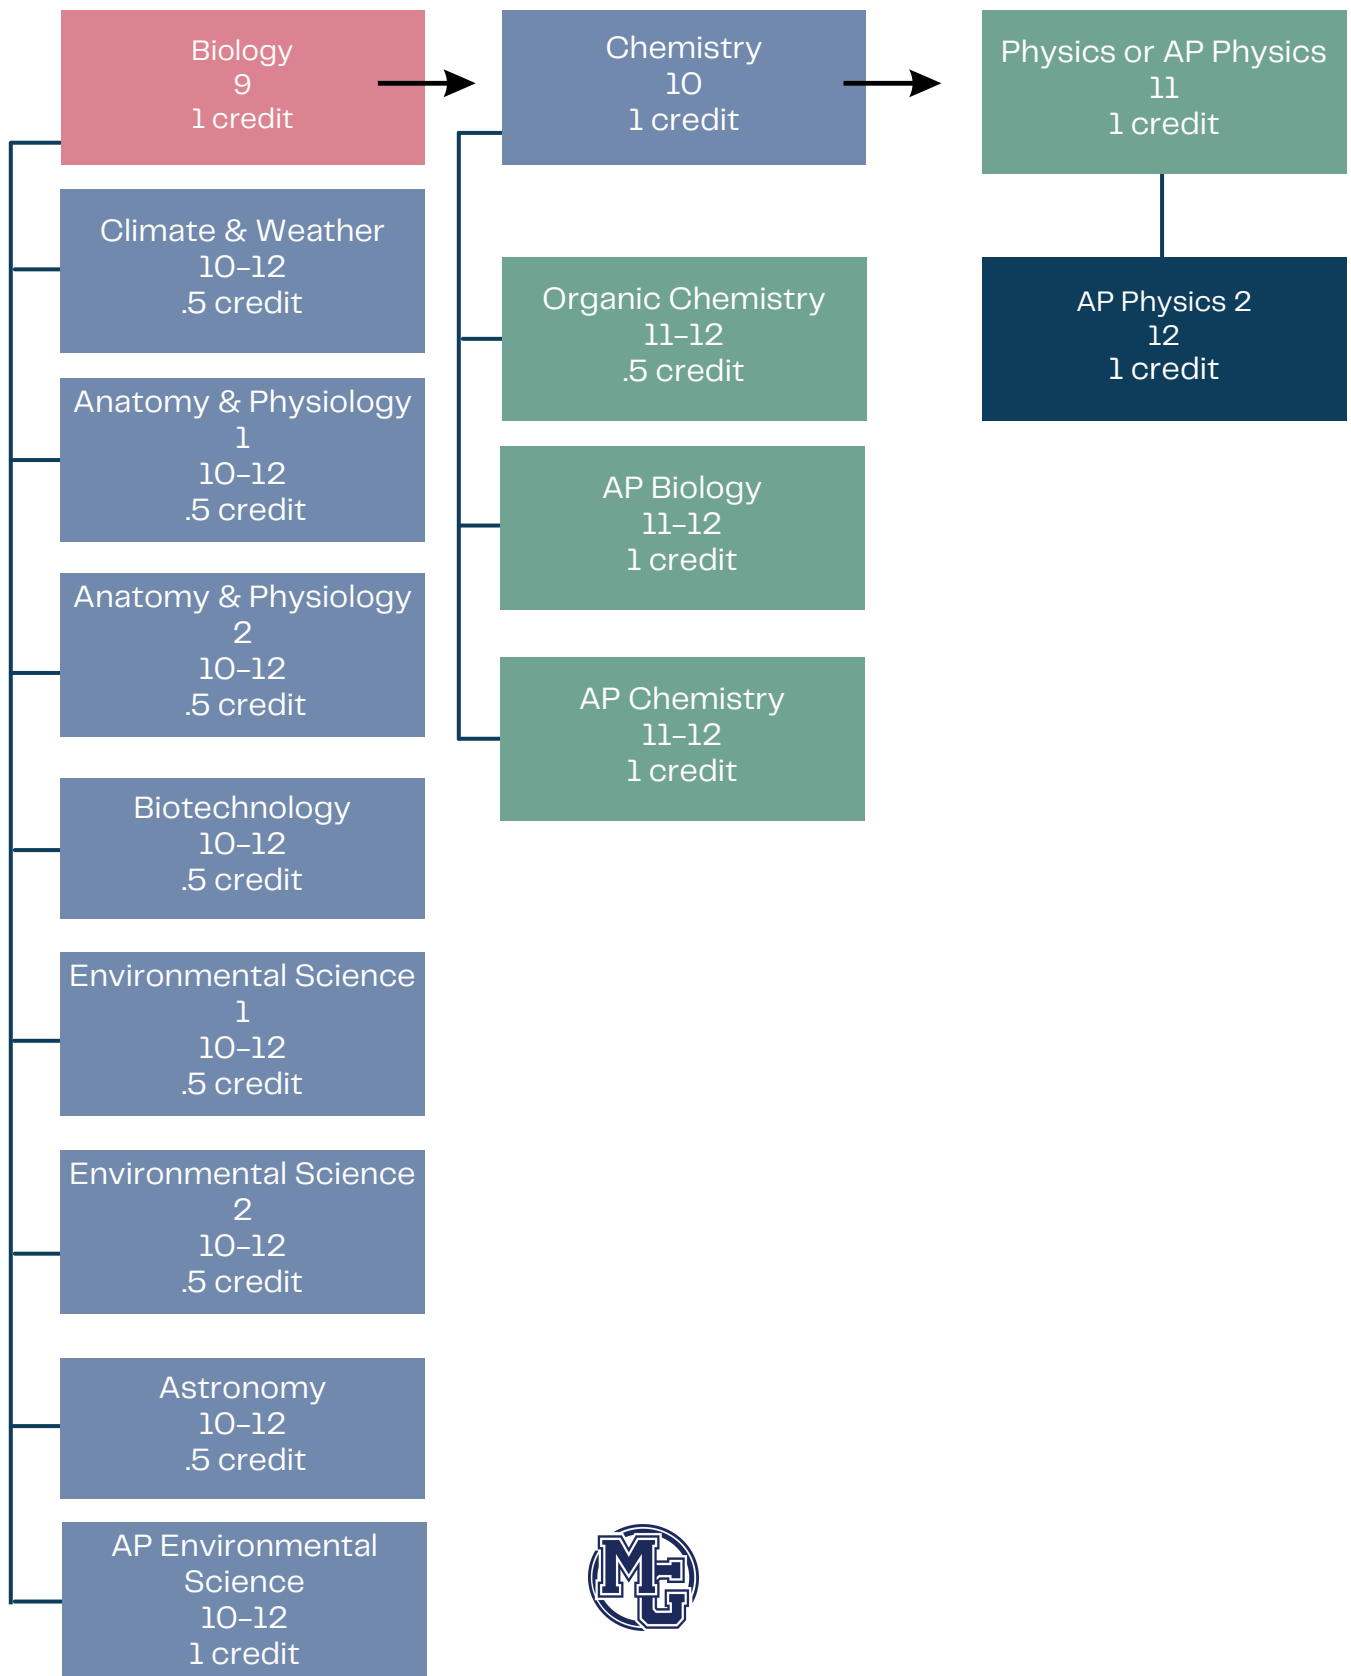 Biology
9
1 credit
Climate & Weather
10-12
.5 credit
Anatomy & Physiology
1
10-12
.5 credit
Anatomy & Physiology
2
10-12
.5 credit
Biotechnology
10-12
.5 credit
Environmental Science
1
10-12
.5 credit
Environmental Science
2
10-12
.5 credit
Astronomy
10-12
.5 credit
AP Environmental
Science
10-12
1 credit
Chemistry
10
1 credit
Organic Chemistry
11-12
.5 credit
AP Biology
11-12
1 credit
AP Chemistry
11-12
1 credit
Physics or AP Physics
11
1 credit
AP Physics 2
12
1 credit
MG